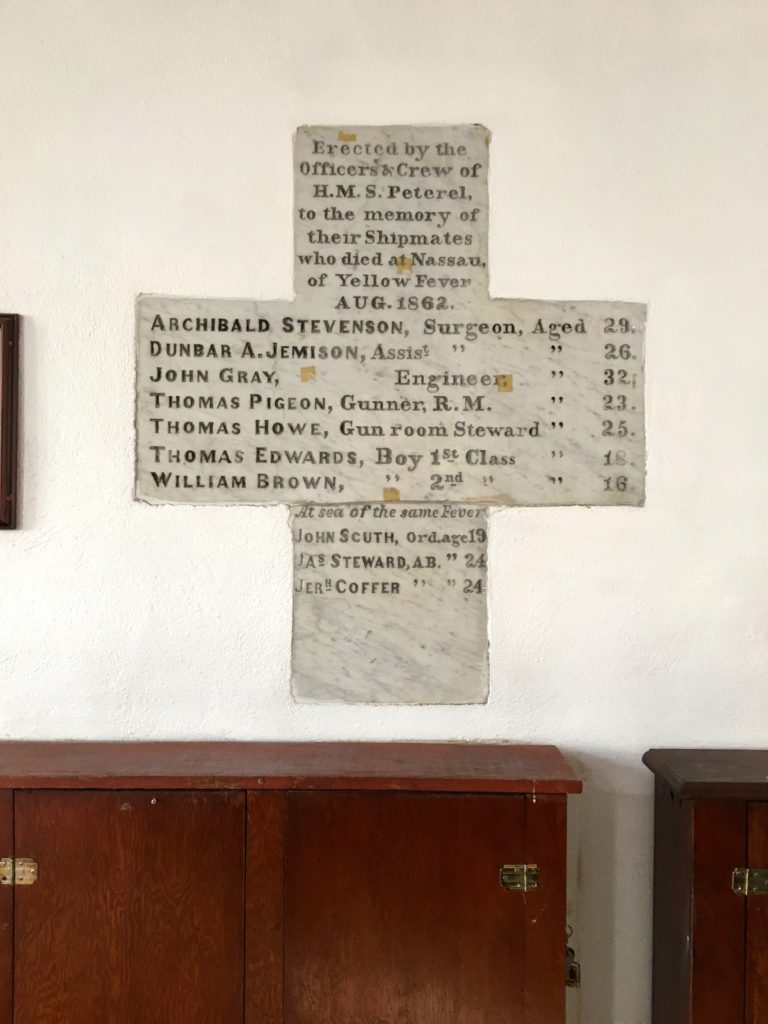 Erected by the
Officers & Crew of
H.M.S. Peterel,
to the memory of
their Shipmates
who died at Nassau,
of Yellow Fever
AUG. 1862.
ARCHIBALD STEVENSON, Surgeon, Aged 29.
DUNBAR A. JEMISON, Assist " " 26.
JOHN GRAY, Engineer, " 32.
THOMAS PIGEON, Gunner, R.M. " 23.
THOMAS HOWE, Gun room Steward " 25.
THOMAS EDWARDS, Boy 1st Class " 18.
WILLIAM BROWN, " 2nd " " 16.
At sea of the same Fever
JOHN SCUTH, Ord. age 19
JAS STEWARD, A.B. " 24
JERH COFFER " " 24